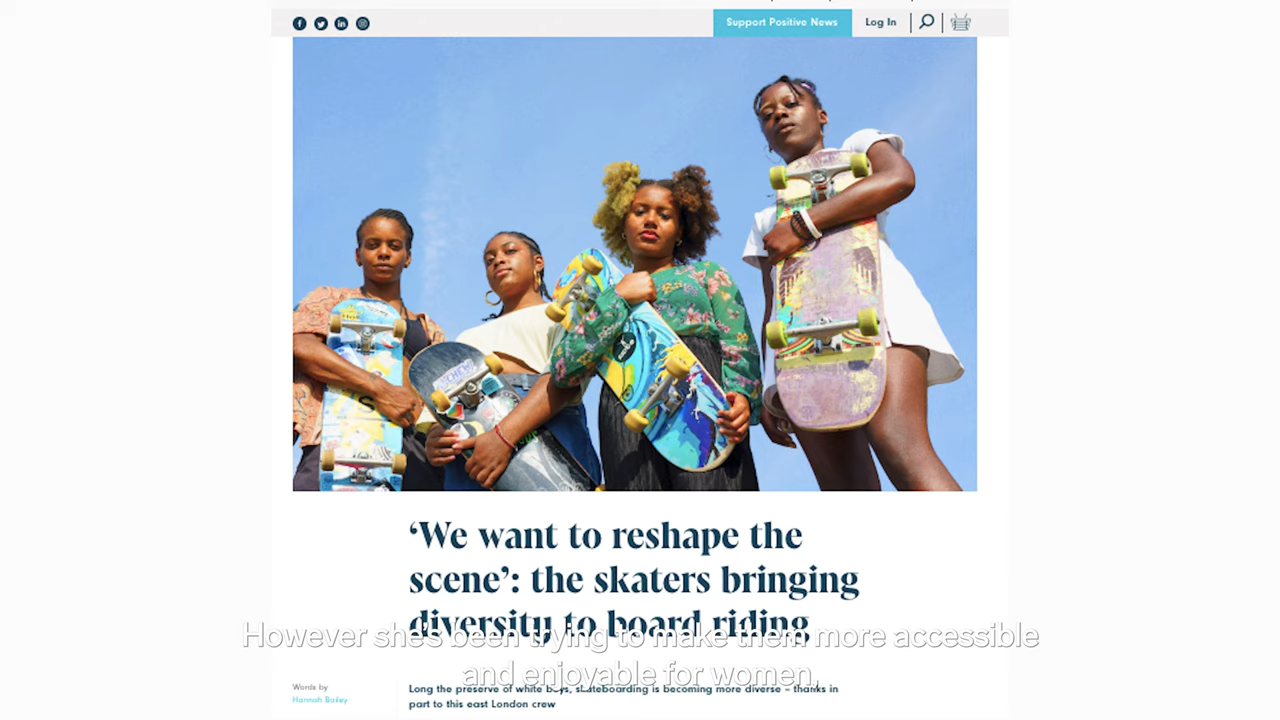 Support Positive News
Log In
‘We want to reshape the
scene’: the skaters bringing
diversity to board riding
However she's been trying to make them more accessible
and enjoyable for women,
Words by
Hannah Bailey
Long the preserve of white boys, skateboarding is becoming more diverse – thanks in
part to this east London crew